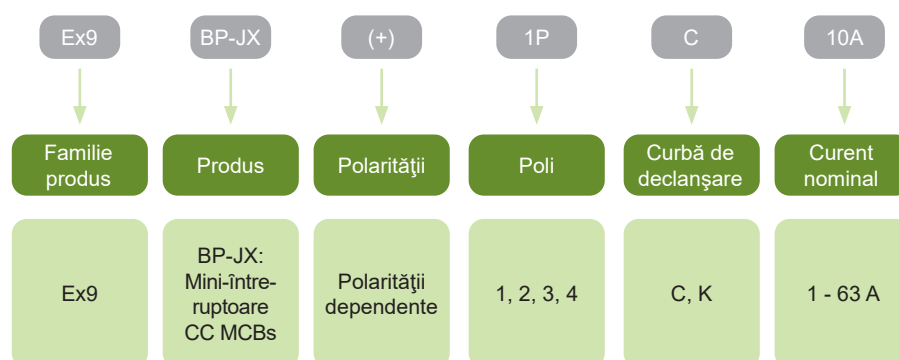 Ex9 BP-JX (+) 1P C 10A
Familie produs
Produs
Polarităţii
Poli
Curbă de declanşare
Curent nominal
Ex9
BP-JX:
Mini-între-
ruptoare
CC MCBs
Polarităţii
dependente
1, 2, 3, 4
C, K
1 - 63 A